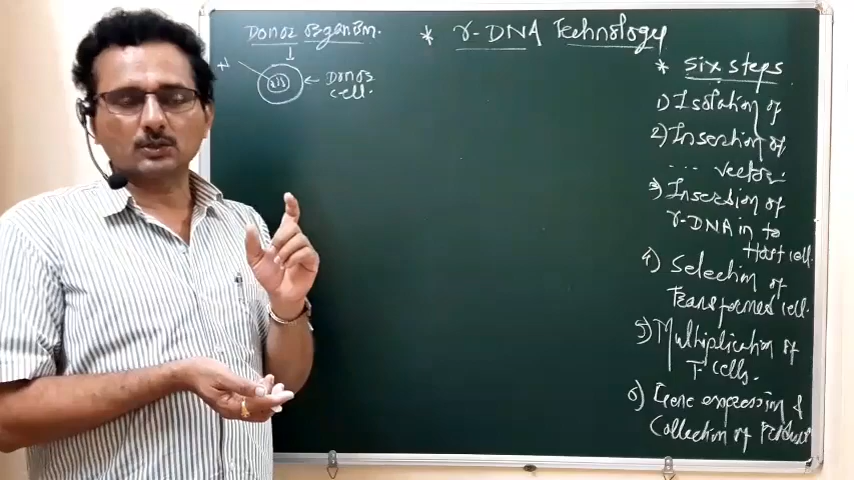 Donor organism.
N
Donor
cell.
* r-DNA Technology
* Six steps
1) Isolation of
2) Insertion of
... vector.
3) Insertion of
r-DNA in to
Host cell.
4) Selection of
Transformed cell.
5) Multiplication of
T cells.
6) Gene expression &
Collection of Product